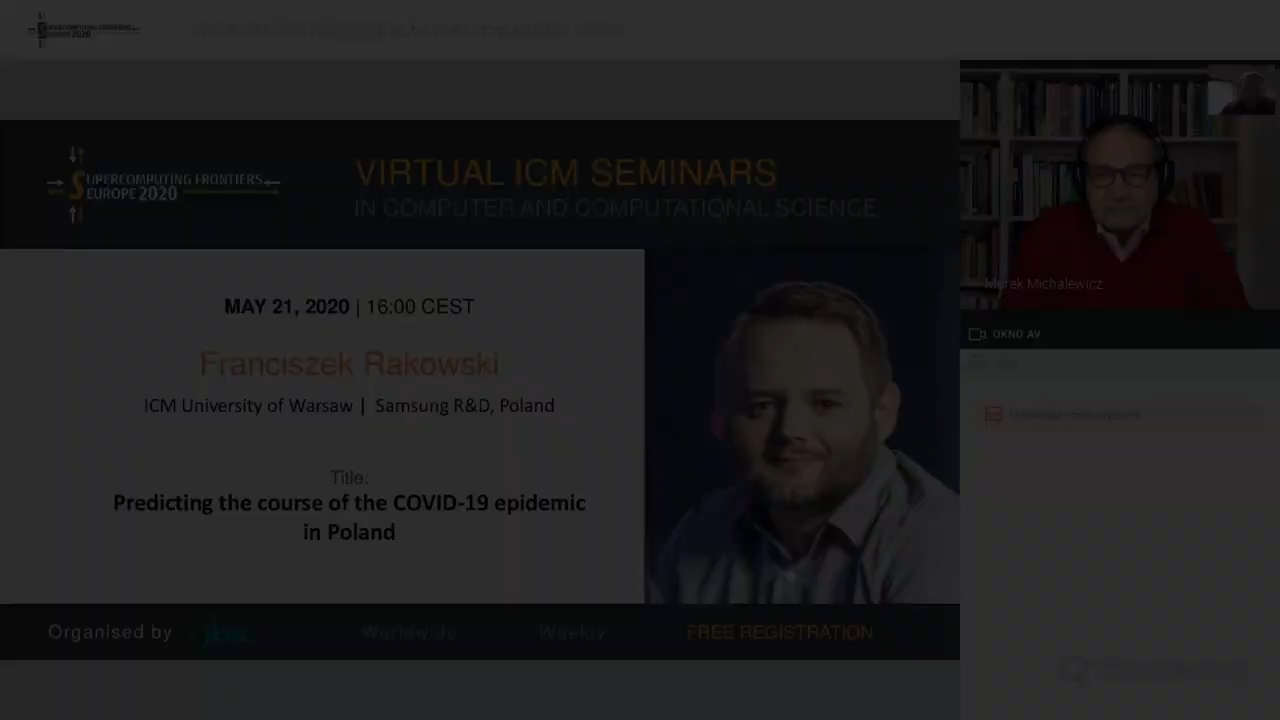 SUPERCOMPUTING FRONTIERS
EUROPE 2020
VIRTUAL ICM SEMINARS
IN COMPUTER AND COMPUTATIONAL SCIENCE
MAY 21, 2020 | 16:00 CEST
Franciszek Rakowski
ICM University of Warsaw | Samsung R&D, Poland
Title:
Predicting the course of the COVID-19 epidemic
in Poland
Organised by
Worldwide
Weekly
FREE REGISTRATION
Marek Michalewicz
OKNO AV